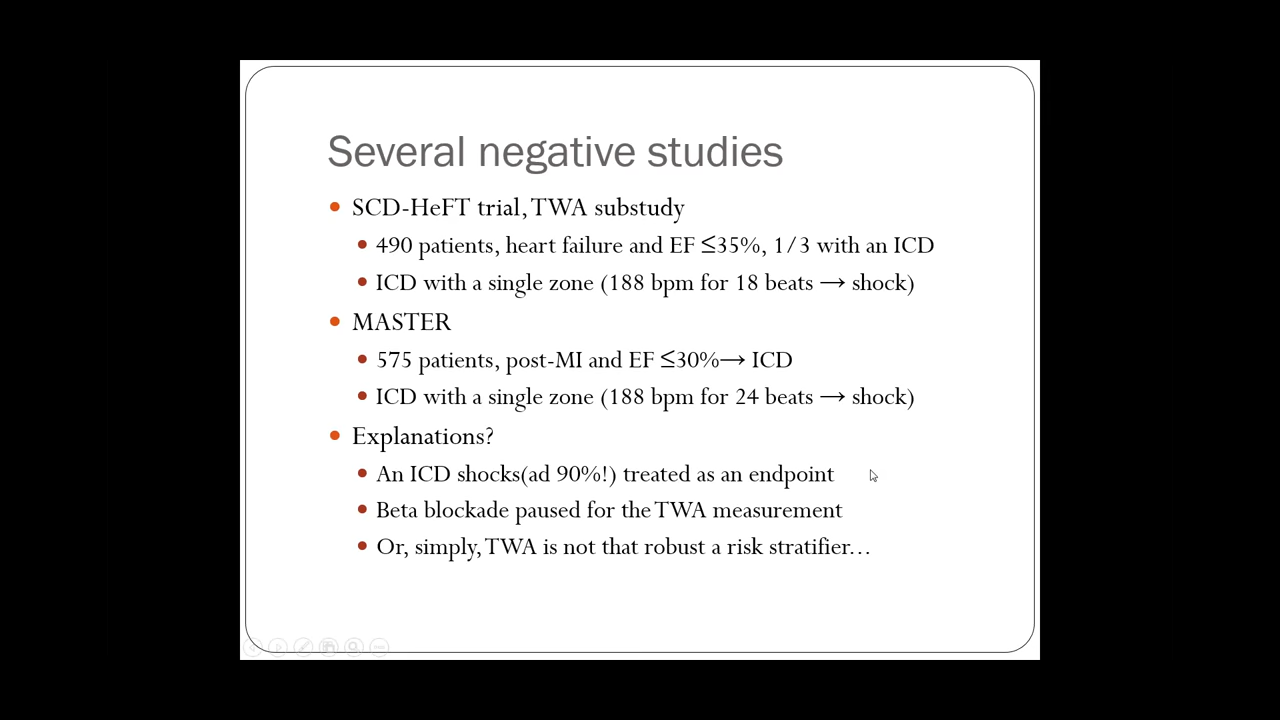 Several negative studies
SCD-HeFT trial, TWA substudy
490 patients, heart failure and EF ≤35%, 1/3 with an ICD
ICD with a single zone (188 bpm for 18 beats → shock)
MASTER
575 patients, post-MI and EF ≤30%→ ICD
ICD with a single zone (188 bpm for 24 beats → shock)
Explanations?
An ICD shocks(ad 90%!) treated as an endpoint
Beta blockade paused for the TWA measurement
Or, simply, TWA is not that robust a risk stratifier…